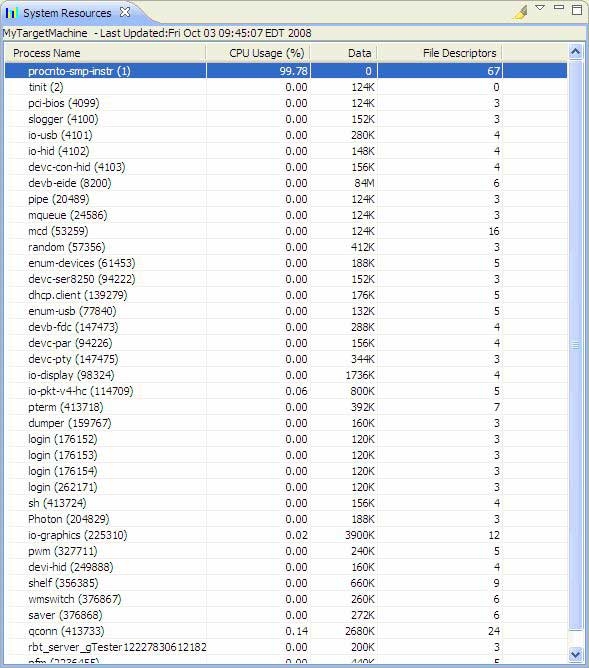 System Resources
MyTargetMachine - Last Updated:Fri Oct 03 09:45:07 EDT 2008
Process Name CPU Usage (%) Data File Descriptors
procnto-smp-instr (1) 99.78 0 67
tinit (2) 0.00 124K 0
pci-bios (4099) 0.00 124K 3
slogger (4100) 0.00 152K 3
io-usb (4101) 0.00 280K 4
io-hid (4102) 0.00 148K 4
devc-con-hid (4103) 0.00 156K 4
devb-eide (8200) 0.00 84M 6
pipe (20489) 0.00 124K 3
mqueue (24586) 0.00 124K 3
mcd (53259) 0.00 124K 16
random (57356) 0.00 412K 3
enum-devices (61453) 0.00 188K 5
devc-ser8250 (94222) 0.00 152K 3
dhcp.client (139279) 0.00 176K 5
enum-usb (77840) 0.00 132K 5
devb-fdc (147473) 0.00 288K 4
devc-par (94226) 0.00 156K 4
devc-pty (147475) 0.00 344K 3
io-display (98324) 0.00 1736K 4
io-pkt-v4-hc (114709) 0.06 800K 5
pterm (413718) 0.00 392K 7
dumper (159767) 0.00 160K 3
login (176152) 0.00 120K 3
login (176153) 0.00 120K 3
login (176154) 0.00 120K 3
login (262171) 0.00 120K 3
sh (413724) 0.00 156K 4
Photon (204829) 0.00 188K 3
io-graphics (225310) 0.02 3900K 12
pwm (327711) 0.00 240K 5
devi-hid (249888) 0.00 160K 4
shelf (356385) 0.00 660K 9
wmswitch (376867) 0.00 260K 6
saver (376868) 0.00 272K 6
qconn (413733) 0.14 2680K 24
rbt_server_gTester12227830612182 0.00 200K 3
pfm (2236455) 0.00 440K 5